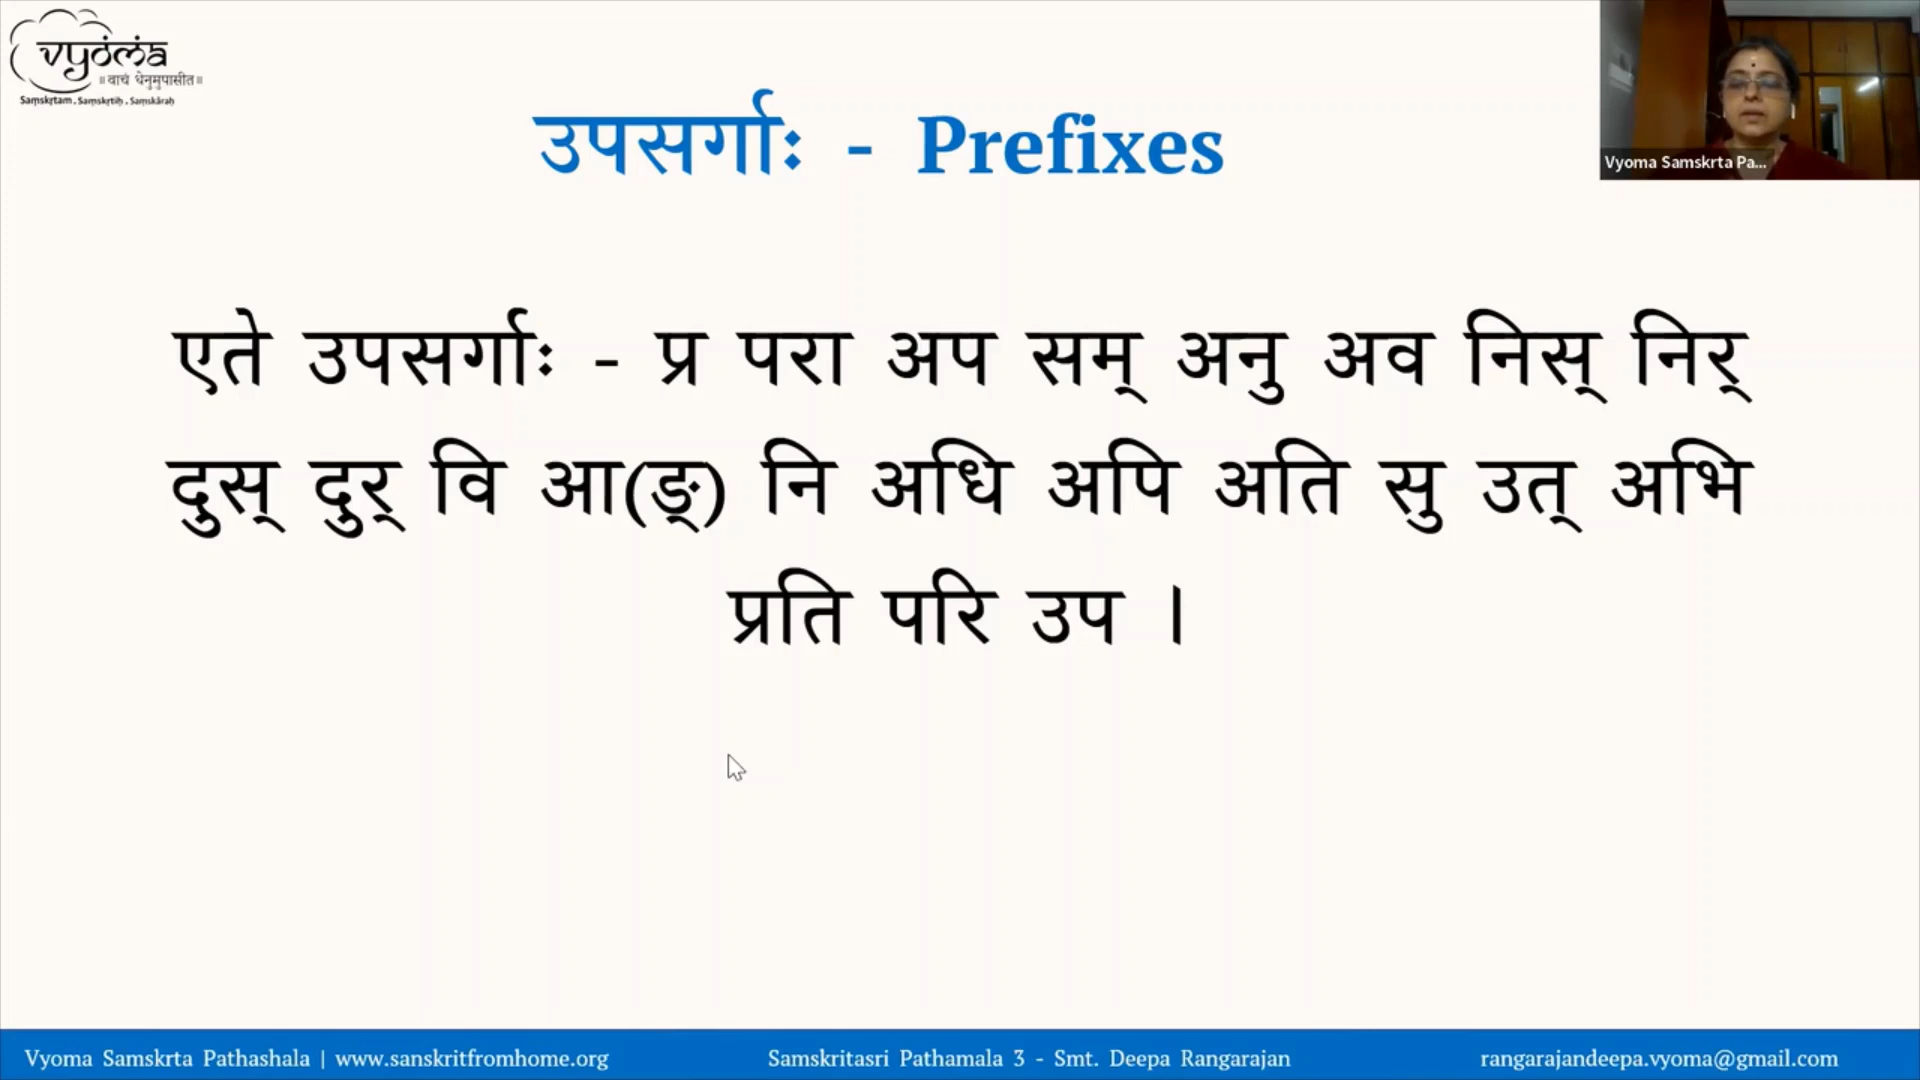 vyoma
॥ वाचं धेनुमुपासीत॥
Saṃskṛtam . Saṃskṛtiḥ . Saṃskāraḥ
उपसर्गाः - Prefixes
Vyoma Samskrta Pa...
एते उपसर्गाः - प्र परा अप सम् अनु अव निस् निर्
दुस् दुर् वि आ(ङ्) नि अधि अपि अति सु उत् अभि
प्रति परि उप ।
Vyoma Samskrta Pathashala | www.sanskritfromhome.org
Samskritasri Pathamala 3 - Smt. Deepa Rangarajan
rangarajandeepa.vyoma@gmail.com